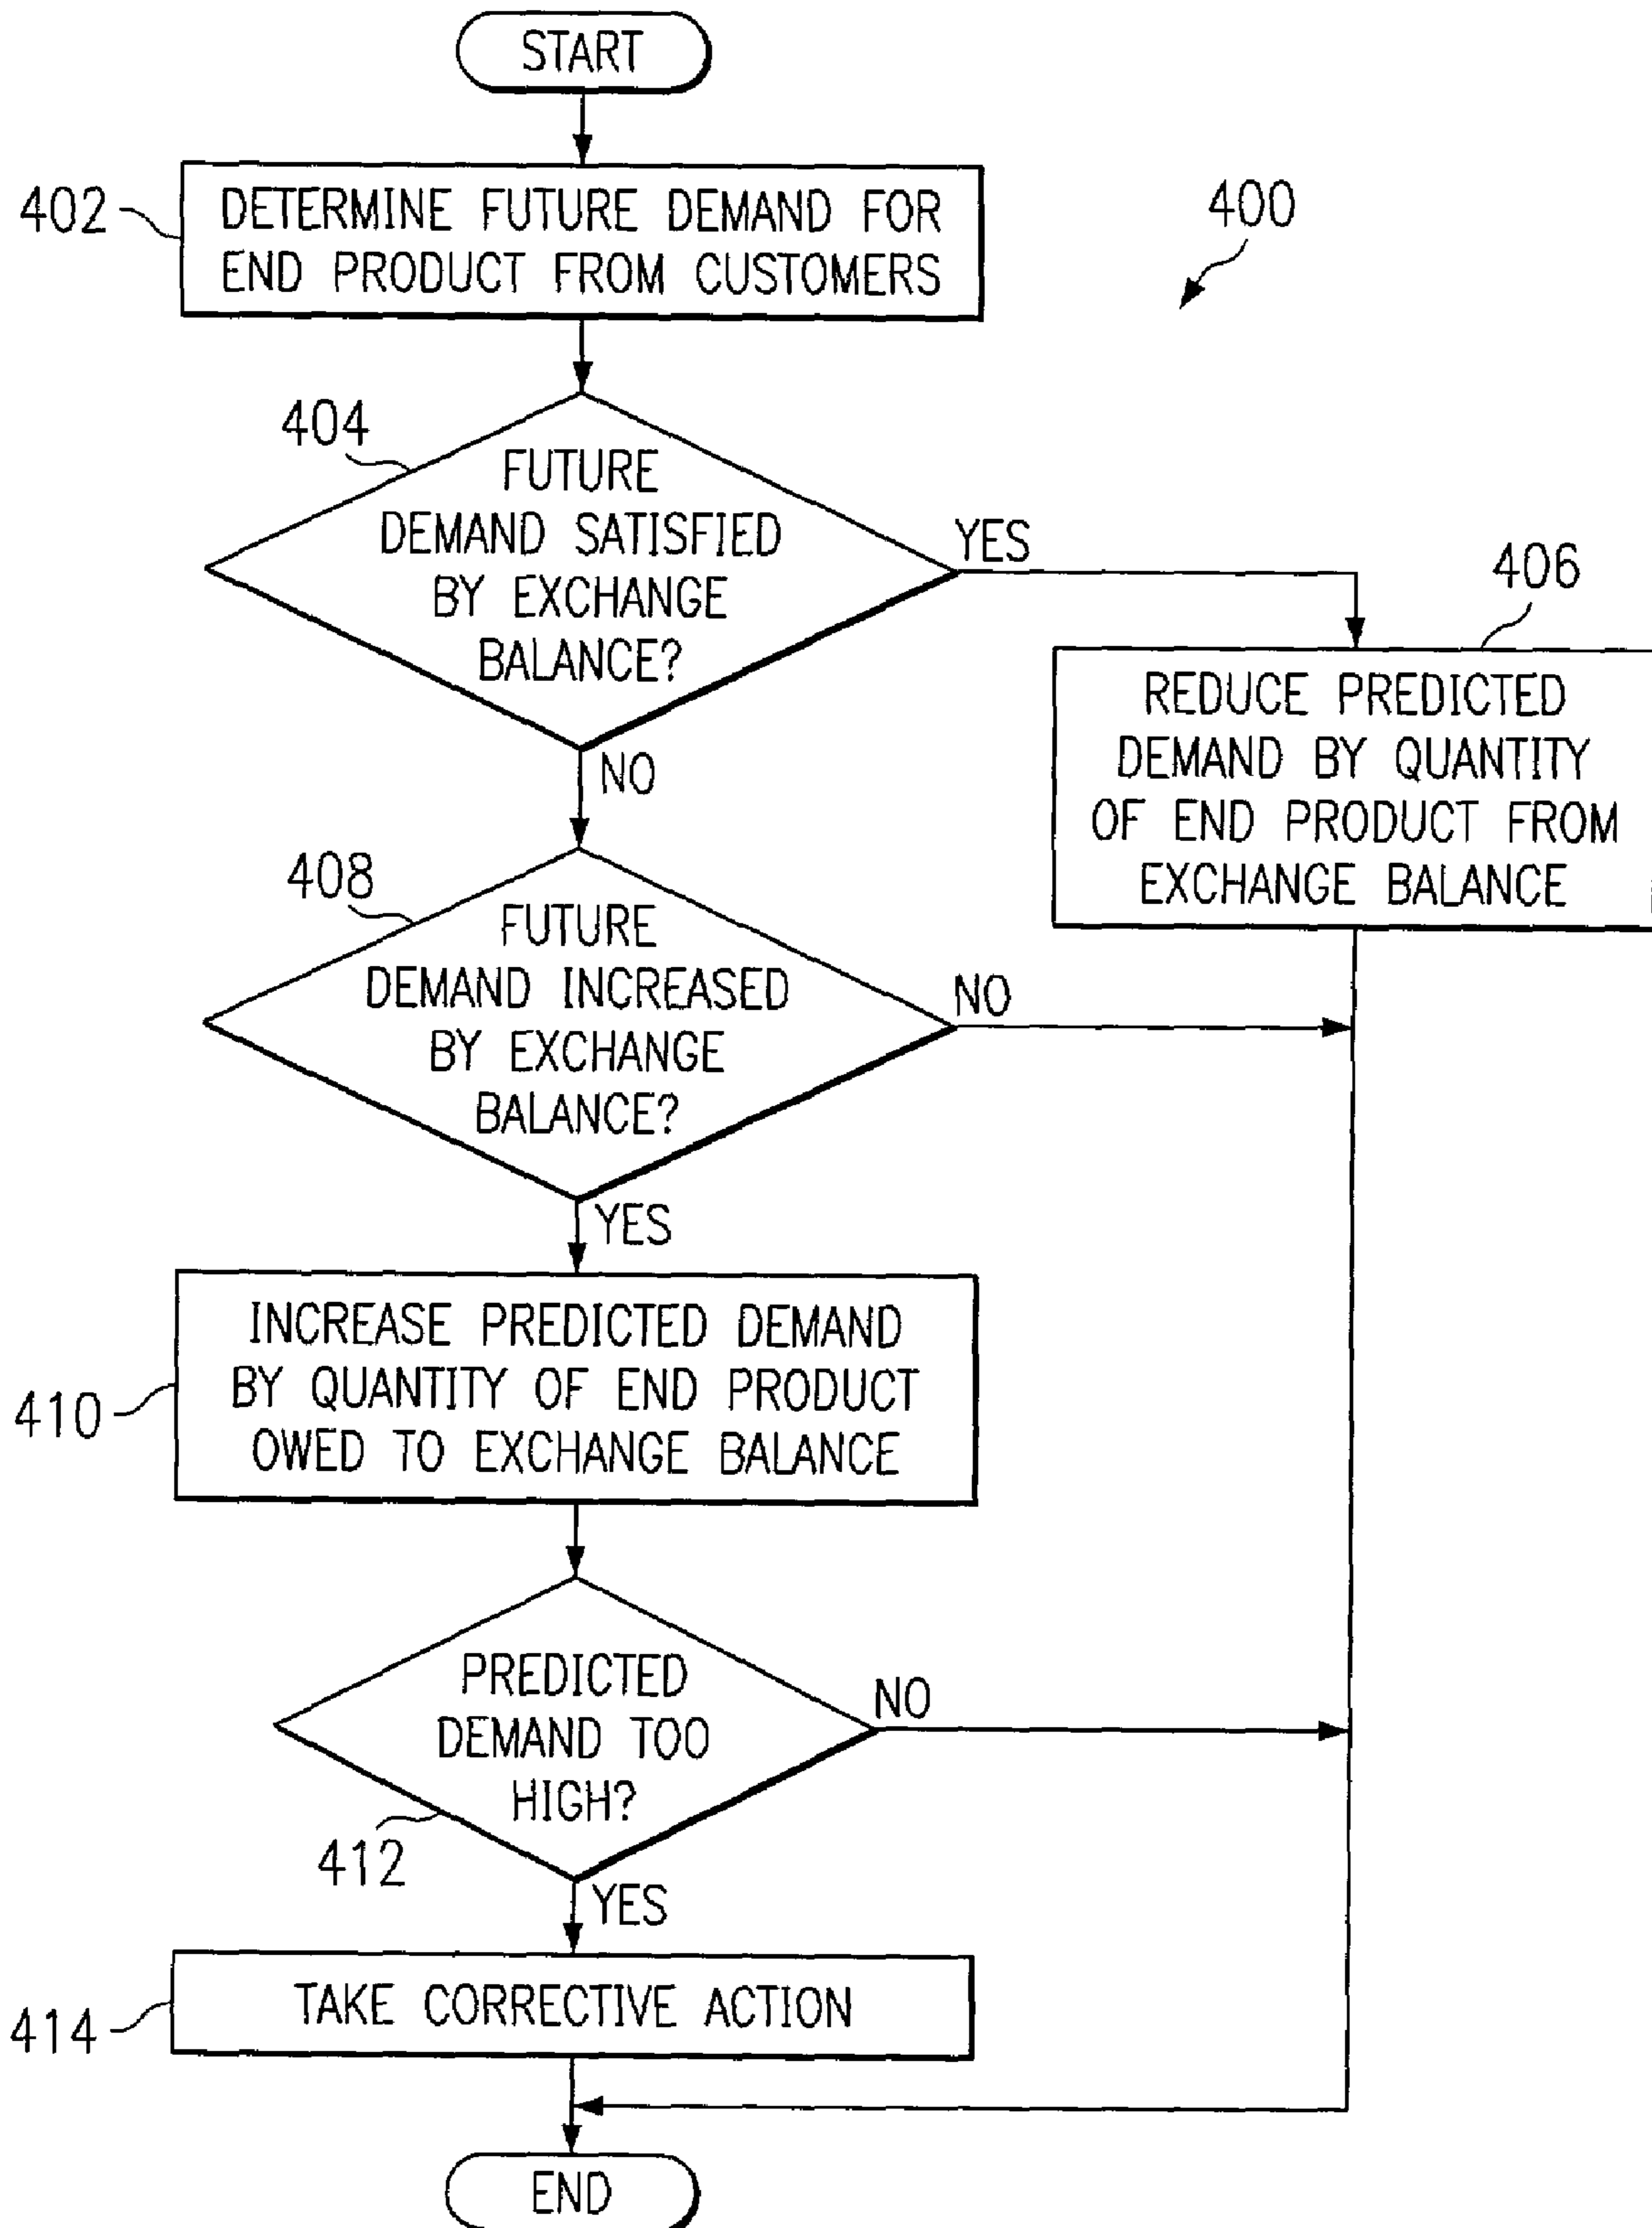 START
402
DETERMINE FUTURE DEMAND FOR
END PRODUCT FROM CUSTOMERS
400
404
FUTURE
DEMAND SATISFIED
BY EXCHANGE
BALANCE?
YES
NO
406
REDUCE PREDICTED
DEMAND BY QUANTITY
OF END PRODUCT FROM
EXCHANGE BALANCE
408
FUTURE
DEMAND INCREASED
BY EXCHANGE
BALANCE?
NO
YES
410
INCREASE PREDICTED DEMAND
BY QUANTITY OF END PRODUCT
OWED TO EXCHANGE BALANCE
PREDICTED
DEMAND TOO
HIGH?
NO
412
YES
414
TAKE CORRECTIVE ACTION
END